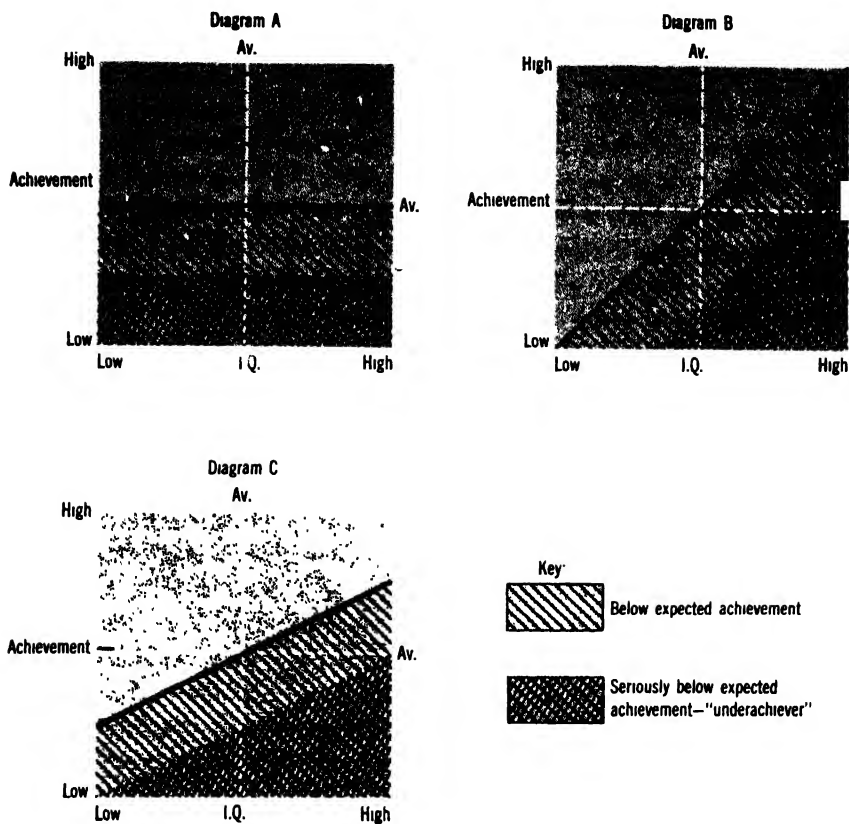 Diagram A
Av.
High
Achievement
Av.
Low
Low I.Q. High
Diagram B
Av.
High
Achievement
Low
Low I.Q. High
Diagram C
Av.
High
Achievement
Av.
Low
Low I.Q. High
Key
Below expected achievement
Seriously below expected
achievement—"underachiever"